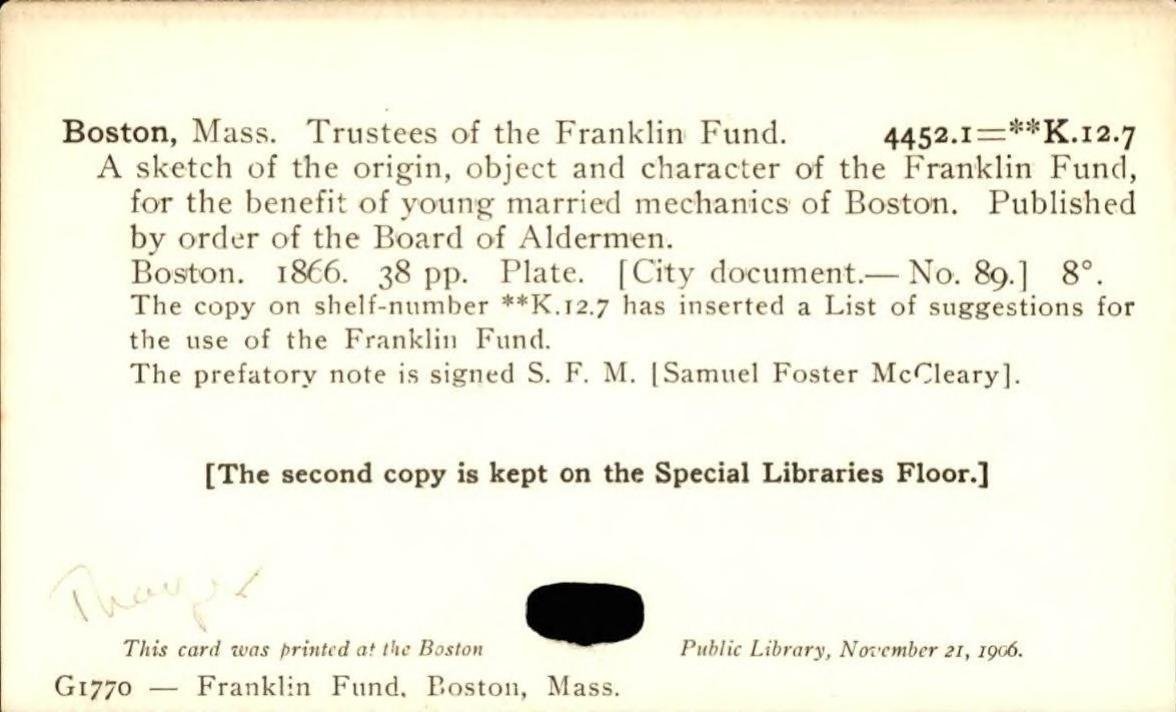 Boston, Mass. Trustees of the Franklin Fund. 4452.1=**K.12.7
A sketch of the origin, object and character of the Franklin Fund,
for the benefit of young married mechanics of Boston. Published
by order of the Board of Aldermen.
Boston. 1866. 38 pp. Plate. [City document.— No. 89.] 8°.
The copy on shelf-number **K.12.7 has inserted a List of suggestions for
the use of the Franklin Fund.
The prefatory note is signed S. F. M. [Samuel Foster McCleary].
[The second copy is kept on the Special Libraries Floor.]
Thayer
This card was printed at the Boston Public Library, November 21, 1906.
G1770 — Franklin Fund, Boston, Mass.